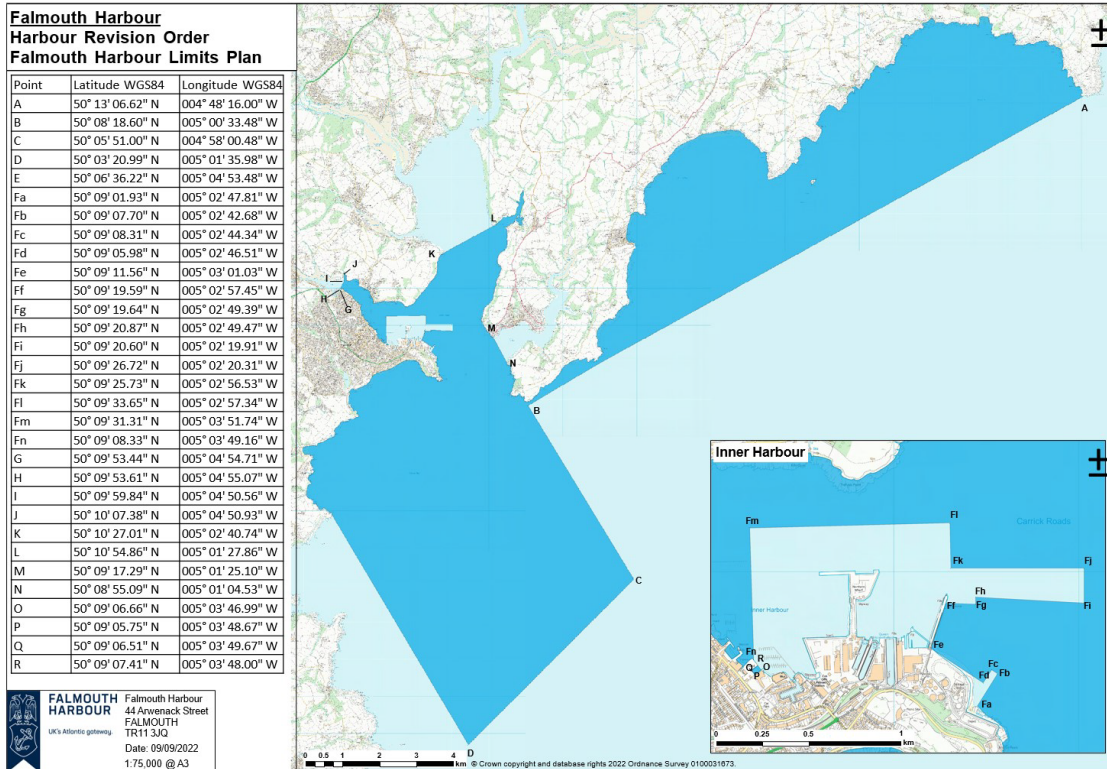 Falmouth Harbour
Harbour Revision Order
Falmouth Harbour Limits Plan
Point Latitude WGS84 Longitude WGS84
A 50° 13' 06.62" N 004° 48' 16.00" W
B 50° 08' 18.60" N 005° 00' 33.48" W
C 50° 05' 51.00" N 004° 58' 00.48" W
D 50° 03' 20.99" N 005° 01' 35.98" W
E 50° 06' 36.22" N 005° 04' 53.48" W
Fa 50° 09' 01.93" N 005° 02' 47.81" W
Fb 50° 09' 07.70" N 005° 02' 42.68" W
Fc 50° 09' 08.31" N 005° 02' 44.34" W
Fd 50° 09' 05.98" N 005° 02' 46.51" W
Fe 50° 09' 11.56" N 005° 03' 01.03" W
Ff 50° 09' 19.59" N 005° 02' 57.45" W
Fg 50° 09' 19.64" N 005° 02' 49.39" W
Fh 50° 09' 20.87" N 005° 02' 49.47" W
Fi 50° 09' 20.60" N 005° 02' 19.91" W
Fj 50° 09' 26.72" N 005° 02' 20.31" W
Fk 50° 09' 25.73" N 005° 02' 56.53" W
Fl 50° 09' 33.65" N 005° 02' 57.34" W
Fm 50° 09' 31.31" N 005° 03' 51.74" W
Fn 50° 09' 08.33" N 005° 03' 49.16" W
G 50° 09' 53.44" N 005° 04' 54.71" W
H 50° 09' 53.61" N 005° 04' 55.07" W
I 50° 09' 59.84" N 005° 04' 50.56" W
J 50° 10' 07.38" N 005° 04' 50.93" W
K 50° 10' 27.01" N 005° 02' 40.74" W
L 50° 10' 54.86" N 005° 01' 27.86" W
M 50° 09' 17.29" N 005° 01' 25.10" W
N 50° 08' 55.09" N 005° 01' 04.53" W
O 50° 09' 06.66" N 005° 03' 46.99" W
P 50° 09' 05.75" N 005° 03' 48.67" W
Q 50° 09' 06.51" N 005° 03' 49.67" W
R 50° 09' 07.41" N 005° 03' 48.00" W
FALMOUTH
HARBOUR
UK's Atlantic gateway.
Falmouth Harbour
44 Arwenack Street
FALMOUTH
TR11 3JQ
Date: 09/09/2022
1:75,000 @ A3
A
L
K
J
I
H
G
M
N
B
C
D
0 0.5 1 2 3 4 km
© Crown copyright and database rights 2022 Ordnance Survey 0100031673.
Inner Harbour
Fm
Fl
Carrick Roads
Fk
Fj
Fh
Ff
Fg
Fi
Inner Harbour
Fe
Fn
R
Q
O
P
Fc
Fd
Fb
Fa
0 0.25 0.5 1
km